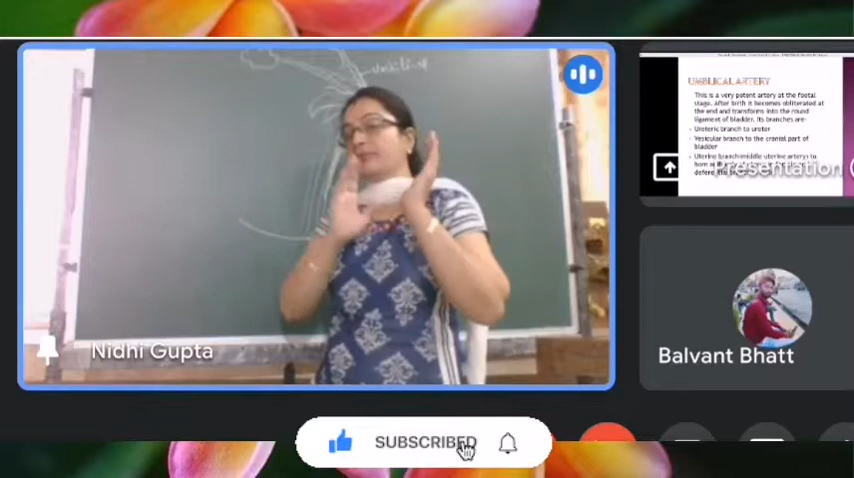 UMBILICAL ARTERY
This is a very potent artery at the foetal
stage. After birth it becomes obliterated at
the end and transforms into the round
ligament of bladder. Its branches are-
Ureteric branch to ureter
Vesicular branch to the cranial part of
bladder
Uterine branch(middle uterine artery) to
Presentation
Nidhi Gupta
Balvant Bhatt
SUBSCRIBED